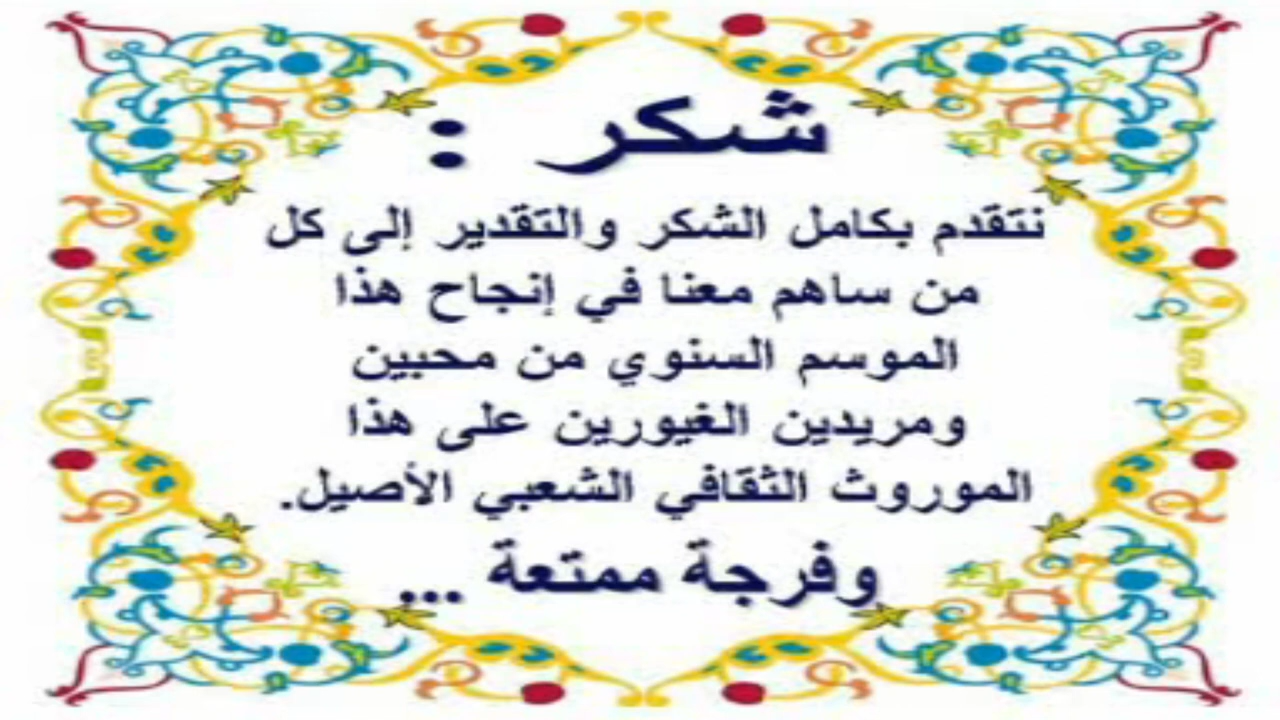 شكر :
نتقدم بكامل الشكر والتقدير إلى كل
من ساهم معنا في إنجاح هذا
الموسم السنوي من محبين
ومريدين الغيورين على هذا
الموروث الثقافي الشعبي الأصيل.
وفرجة ممتعة ...